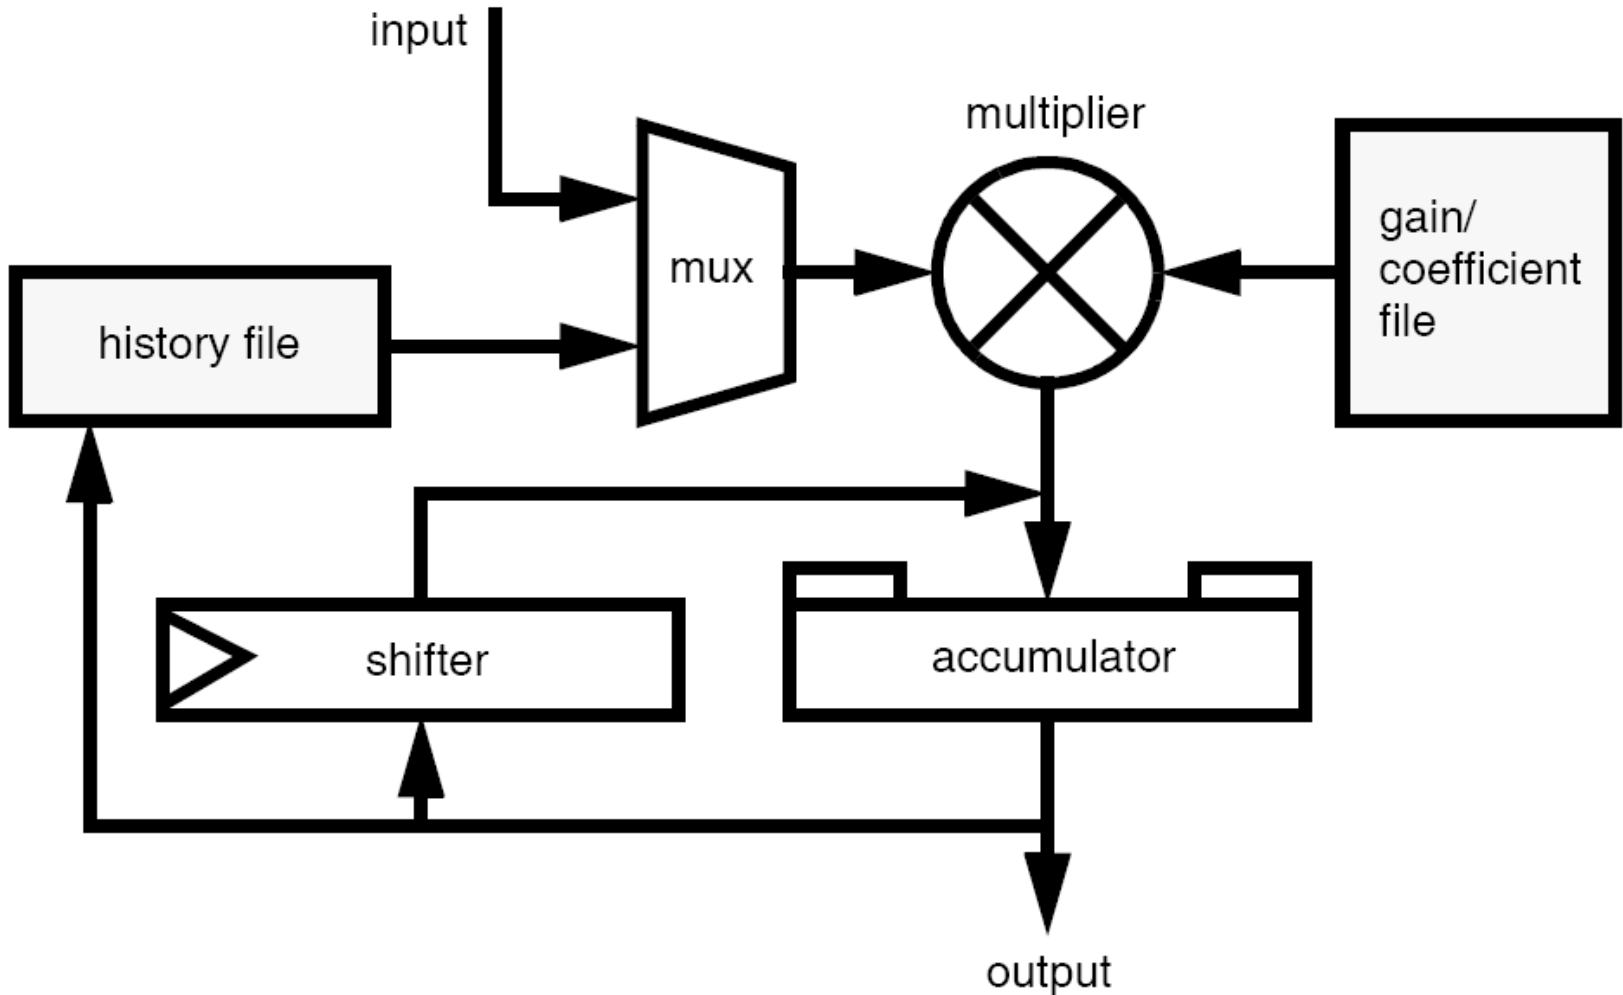 input
multiplier
gain/
coefficient
file
mux
history file
shifter
accumulator
output